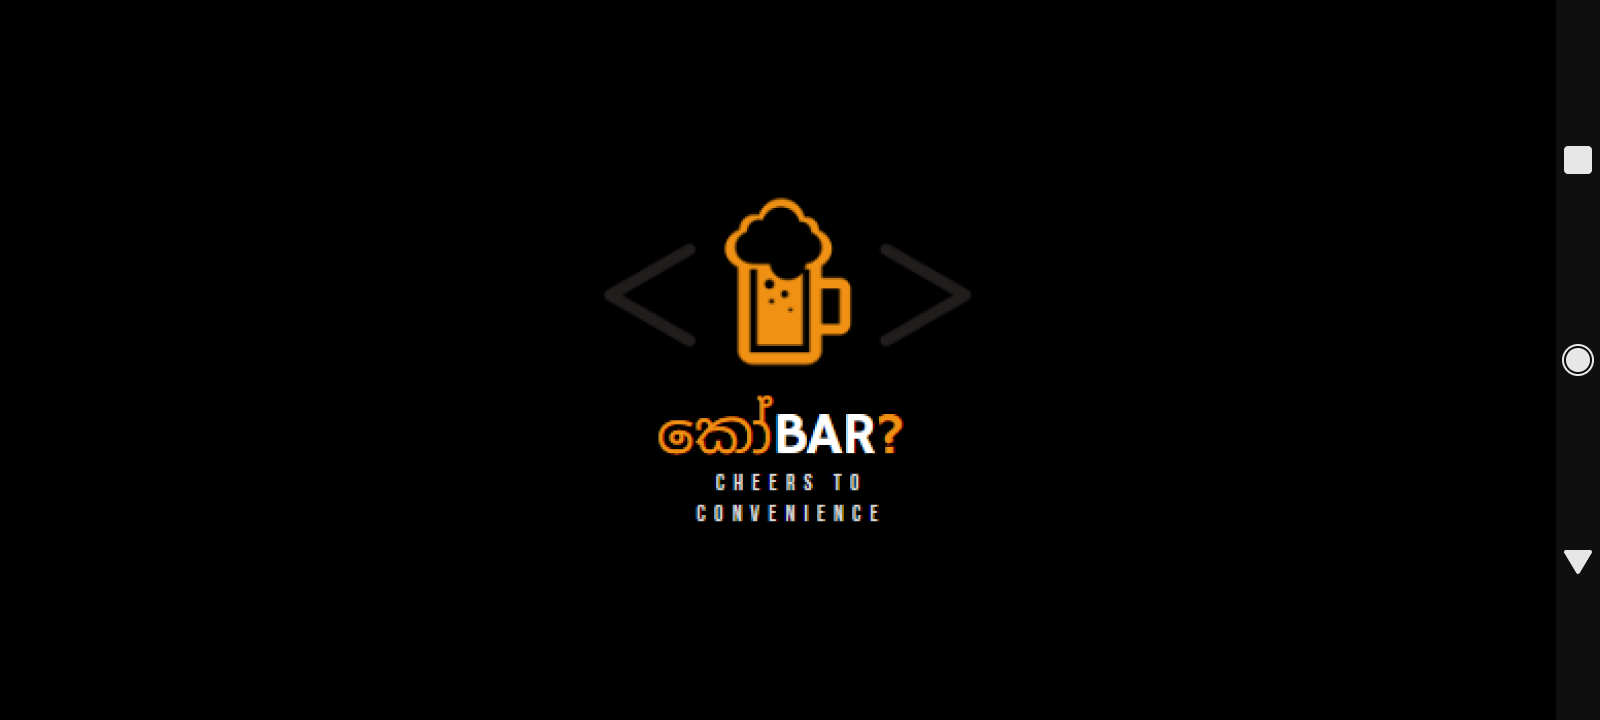 කෝBAR?
CHEERS TO
CONVENIENCE